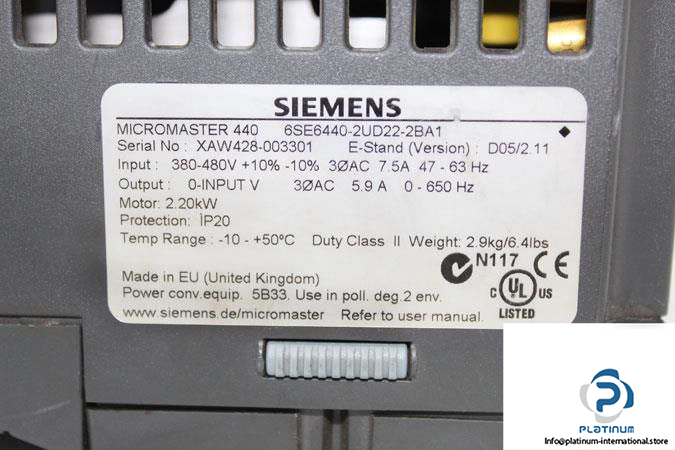 SIEMENS
MICROMASTER 440 6SE6440-2UD22-2BA1
Serial No : XAW428-003301 E-Stand (Version) : D05/2.11
Input : 380-480V +10% -10% 3ØAC 7.5A 47 - 63 Hz
Output : 0-INPUT V 3ØAC 5.9 A 0 - 650 Hz
Motor: 2.20kW
Protection: IP20
Temp Range : -10 - +50°C Duty Class II Weight: 2.9kg/6.4lbs
N117 CE
Made in EU (United Kingdom)
Power conv.equip. 5B33. Use in poll. deg.2 env.
C UL US
www.siemens.de/micromaster Refer to user manual.
LISTED
PLATINUM
Info@platinum-international.store